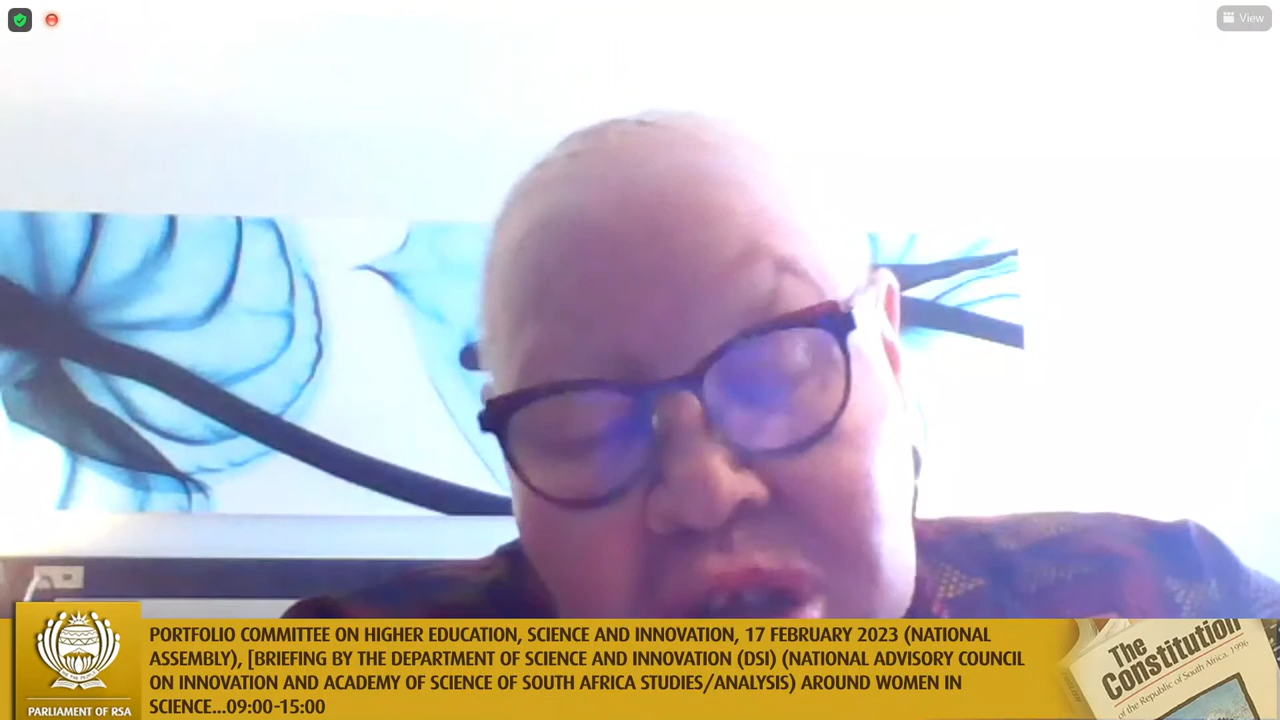 View
PORTFOLIO COMMITTEE ON HIGHER EDUCATION, SCIENCE AND INNOVATION, 17 FEBRUARY 2023 (NATIONAL
ASSEMBLY), [BRIEFING BY THE DEPARTMENT OF SCIENCE AND INNOVATION (DSI) (NATIONAL ADVISORY COUNCIL
ON INNOVATION AND ACADEMY OF SCIENCE OF SOUTH AFRICA STUDIES/ANALYSIS) AROUND WOMEN IN
SCIENCE...09:00-15:00
PARLIAMENT OF RSA
The
Constitution
of the Republic of South Africa, 1996